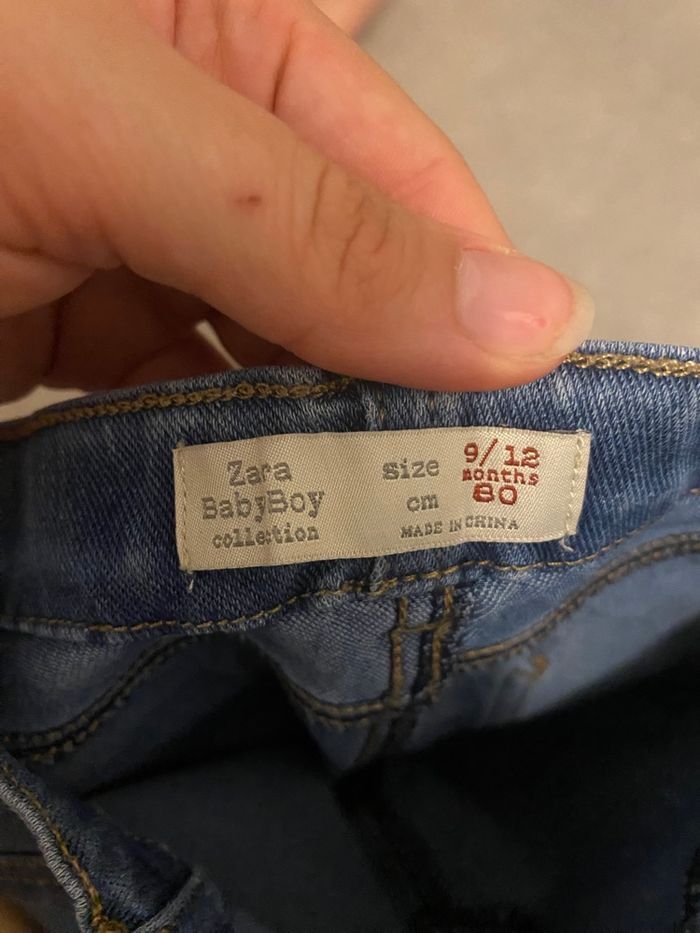 Zara
BabyBoy
collection
Size
cm
9/12
months
80
MADE IN CHINA